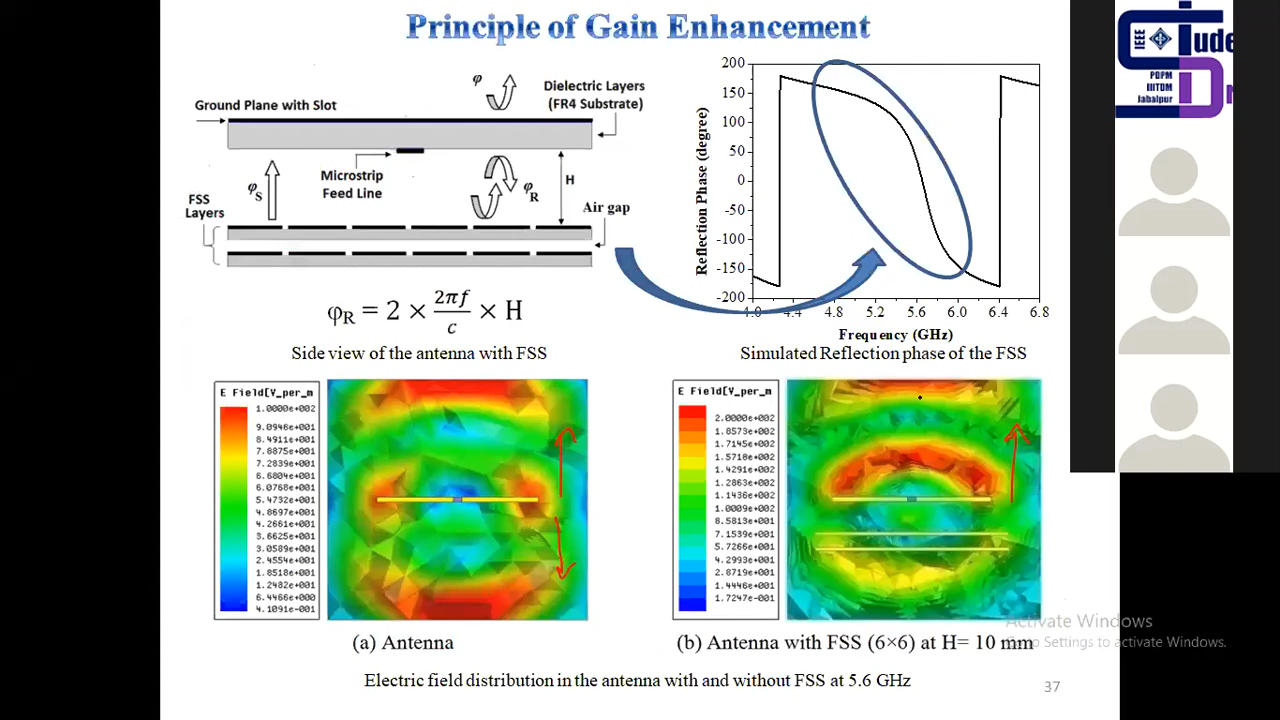 Principle of Gain Enhancement
φ
Dielectric Layers
(FR4 Substrate)
Ground Plane with Slot
Microstrip
Feed Line
φS
φR
H
FSS
Layers
Air gap
φR = 2 × 2πf/c × H
Side view of the antenna with FSS
Reflection Phase (degree)
200
150
100
50
0
-50
-100
-150
-200
4.0 4.4 4.8 5.2 5.6 6.0 6.4 6.8
Frequency (GHz)
Simulated Reflection phase of the FSS
E Field[V_per_m
1.0000e+002
9.0946e+001
8.4911e+001
7.8875e+001
7.2839e+001
6.6804e+001
6.0768e+001
5.4732e+001
4.8697e+001
4.2661e+001
3.6625e+001
3.0589e+001
2.4554e+001
1.8518e+001
1.2482e+001
6.4466e+000
4.1091e-001
(a) Antenna
E Field[V_per_m
2.0000e+002
1.8573e+002
1.7145e+002
1.5718e+002
1.4291e+002
1.2863e+002
1.1436e+002
1.0009e+002
8.5813e+001
7.1539e+001
5.7266e+001
4.2993e+001
2.8719e+001
1.4446e+001
1.7247e-001
(b) Antenna with FSS (6×6) at H= 10 mm
Electric field distribution in the antenna with and without FSS at 5.6 GHz
37
Activate Windows
Go to Settings to activate Windows.
IEEE
tude
PDPM
IIITDM
Jabalpur